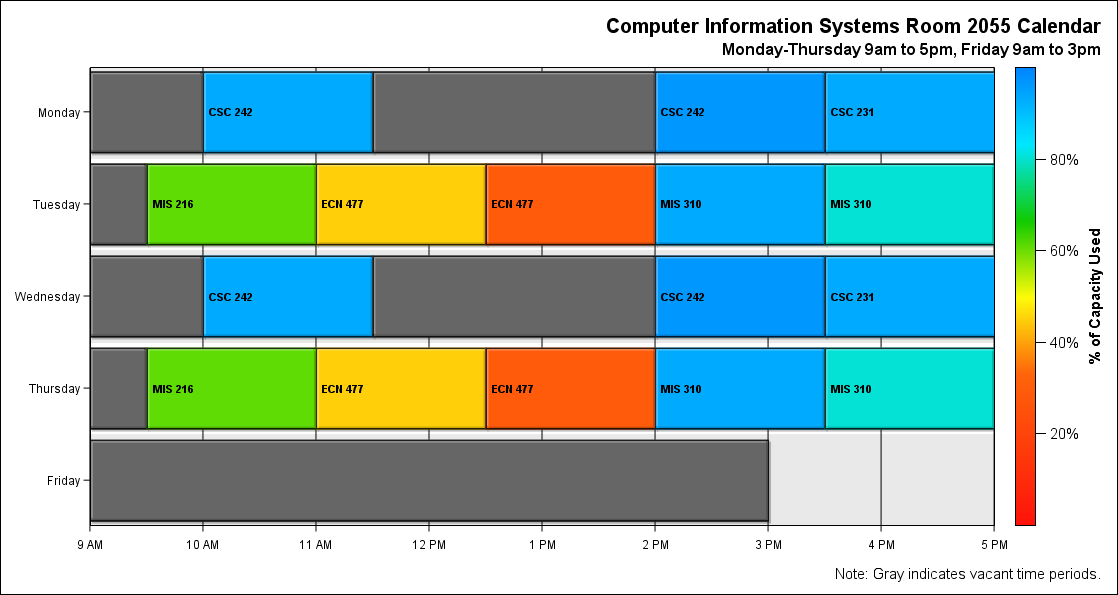 Computer Information Systems Room 2055 Calendar
Monday-Thursday 9am to 5pm, Friday 9am to 3pm
Monday
CSC 242
CSC 242
CSC 231
Tuesday
MIS 216
ECN 477
ECN 477
MIS 310
MIS 310
Wednesday
CSC 242
CSC 242
CSC 231
Thursday
MIS 216
ECN 477
ECN 477
MIS 310
MIS 310
Friday
9 AM
10 AM
11 AM
12 PM
1 PM
2 PM
3 PM
4 PM
5 PM
80%
60%
40%
20%
% of Capacity Used
Note: Gray indicates vacant time periods.